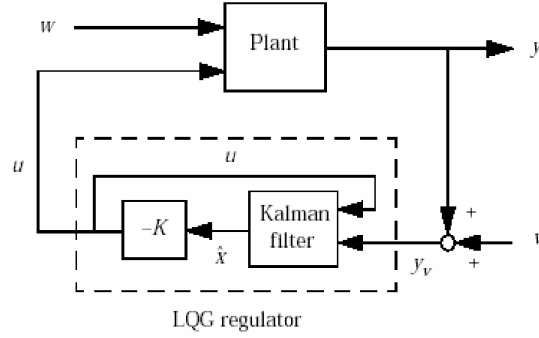 w
Plant
y
u
u
+
-K
Kalman
filter
v
x̂
y_v
+
LQG regulator